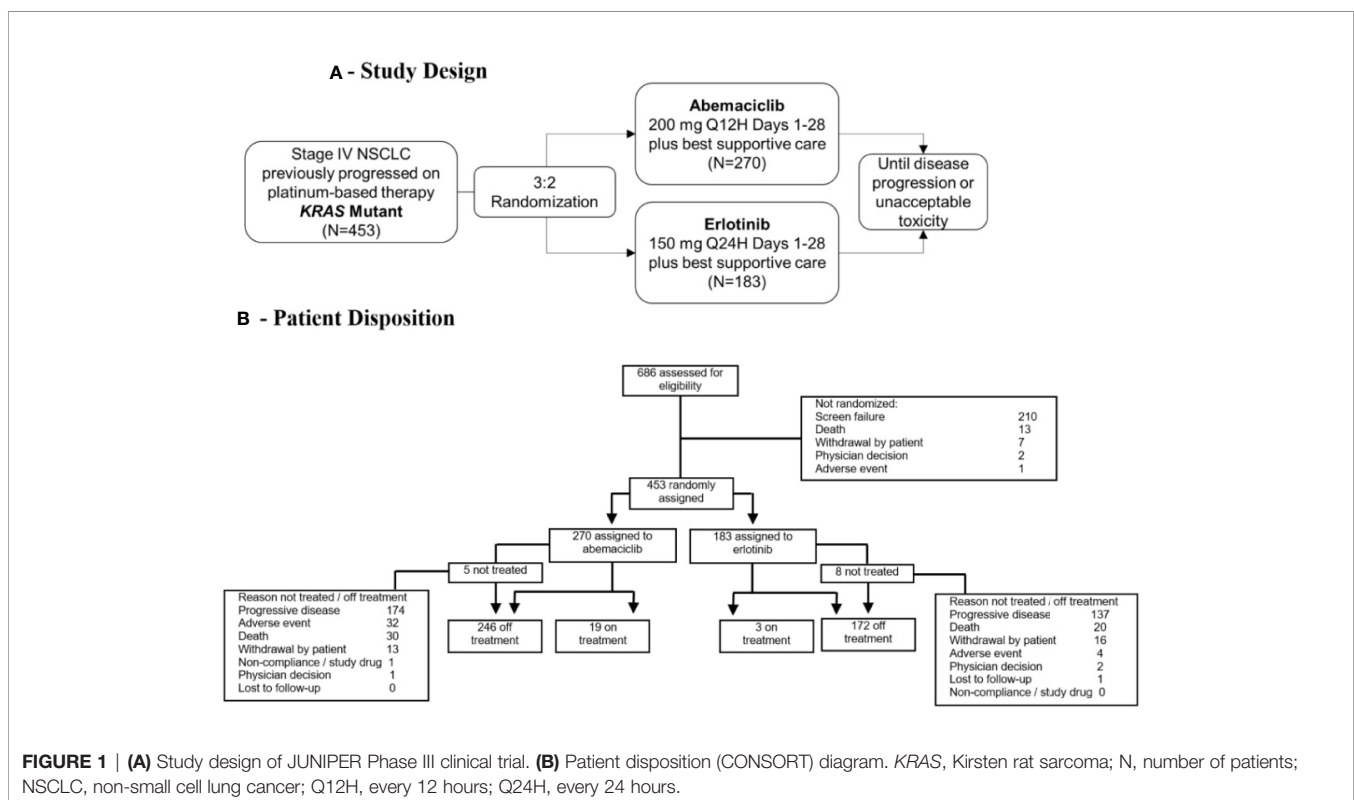 A - Study Design
Stage IV NSCLC
previously progressed on
platinum-based therapy
KRAS Mutant
(N=453)
3:2
Randomization
Abemaciclib
200 mg Q12H Days 1-28
plus best supportive care
(N=270)
Erlotinib
150 mg Q24H Days 1-28
plus best supportive care
(N=183)
Until disease
progression or
unacceptable
toxicity
B - Patient Disposition
686 assessed for
eligibility
Not randomized:
Screen failure 210
Death 13
Withdrawal by patient 7
Physician decision 2
Adverse event 1
453 randomly
assigned
270 assigned to
abemaciclib
183 assigned to
erlotinib
5 not treated
8 not treated
Reason not treated / off treatment
Progressive disease 174
Adverse event 32
Death 30
Withdrawal by patient 13
Non-compliance / study drug 1
Physician decision 1
Lost to follow-up 0
246 off
treatment
19 on
treatment
3 on
treatment
172 off
treatment
Reason not treated / off treatment
Progressive disease 137
Death 20
Withdrawal by patient 16
Adverse event 4
Physician decision 2
Lost to follow-up 1
Non-compliance / study drug 0
FIGURE 1 | (A) Study design of JUNIPER Phase III clinical trial. (B) Patient disposition (CONSORT) diagram. KRAS, Kirsten rat sarcoma; N, number of patients;
NSCLC, non-small cell lung cancer; Q12H, every 12 hours; Q24H, every 24 hours.